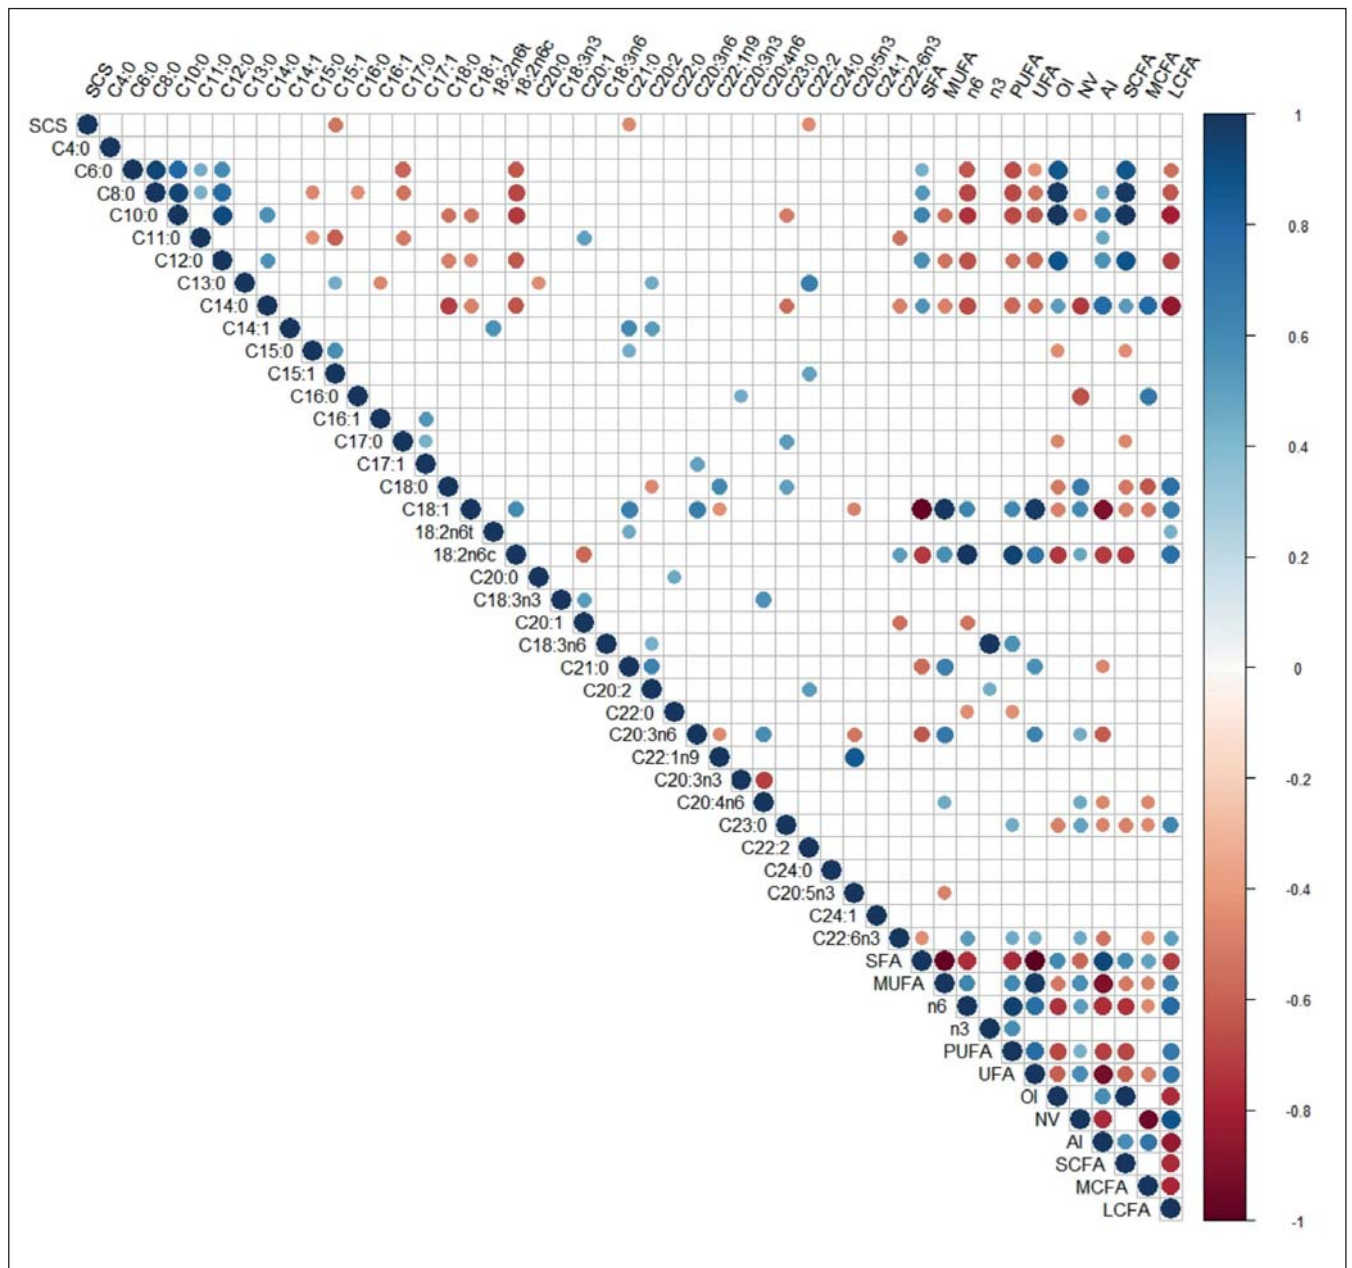 SCS C4:0 C6:0 C8:0 C10:0 C11:0 C12:0 C13:0 C14:0 C14:1 C15:0 C15:1 C16:0 C16:1 C17:0 C17:1 C18:0 C18:1 18:2n6t 18:2n6c C20:0 C18:3n3 C20:1 C18:3n6 C21:0 C20:2 C22:0 C20:3n6 C22:1n9 C20:3n3 C20:4n6 C23:0 C22:2 C24:0 C20:5n3 C24:1 C22:6n3 SFA MUFA n6 n3 PUFA UFA OI NV AI SCFA MCFA LCFA
SCS
C4:0
C6:0
C8:0
C10:0
C11:0
C12:0
C13:0
C14:0
C14:1
C15:0
C15:1
C16:0
C16:1
C17:0
C17:1
C18:0
C18:1
18:2n6t
18:2n6c
C20:0
C18:3n3
C20:1
C18:3n6
C21:0
C20:2
C22:0
C20:3n6
C22:1n9
C20:3n3
C20:4n6
C23:0
C22:2
C24:0
C20:5n3
C24:1
C22:6n3
SFA
MUFA
n6
n3
PUFA
UFA
OI
NV
AI
SCFA
MCFA
LCFA
1
0.8
0.6
0.4
0.2
0
-0.2
-0.4
-0.6
-0.8
-1